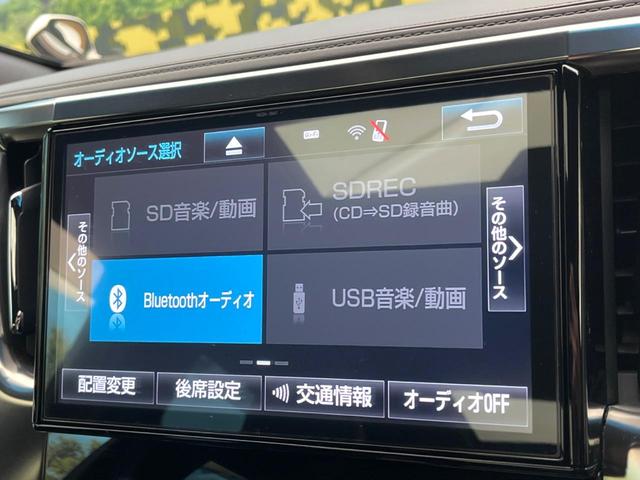 オーディオソース選択
Wi-Fi
SD音楽/動画
SDREC
(CD⇒SD録音曲)
その他のソース
その他のソース
Bluetoothオーディオ
USB音楽/動画
配置変更
後席設定
交通情報
オーディオOFF